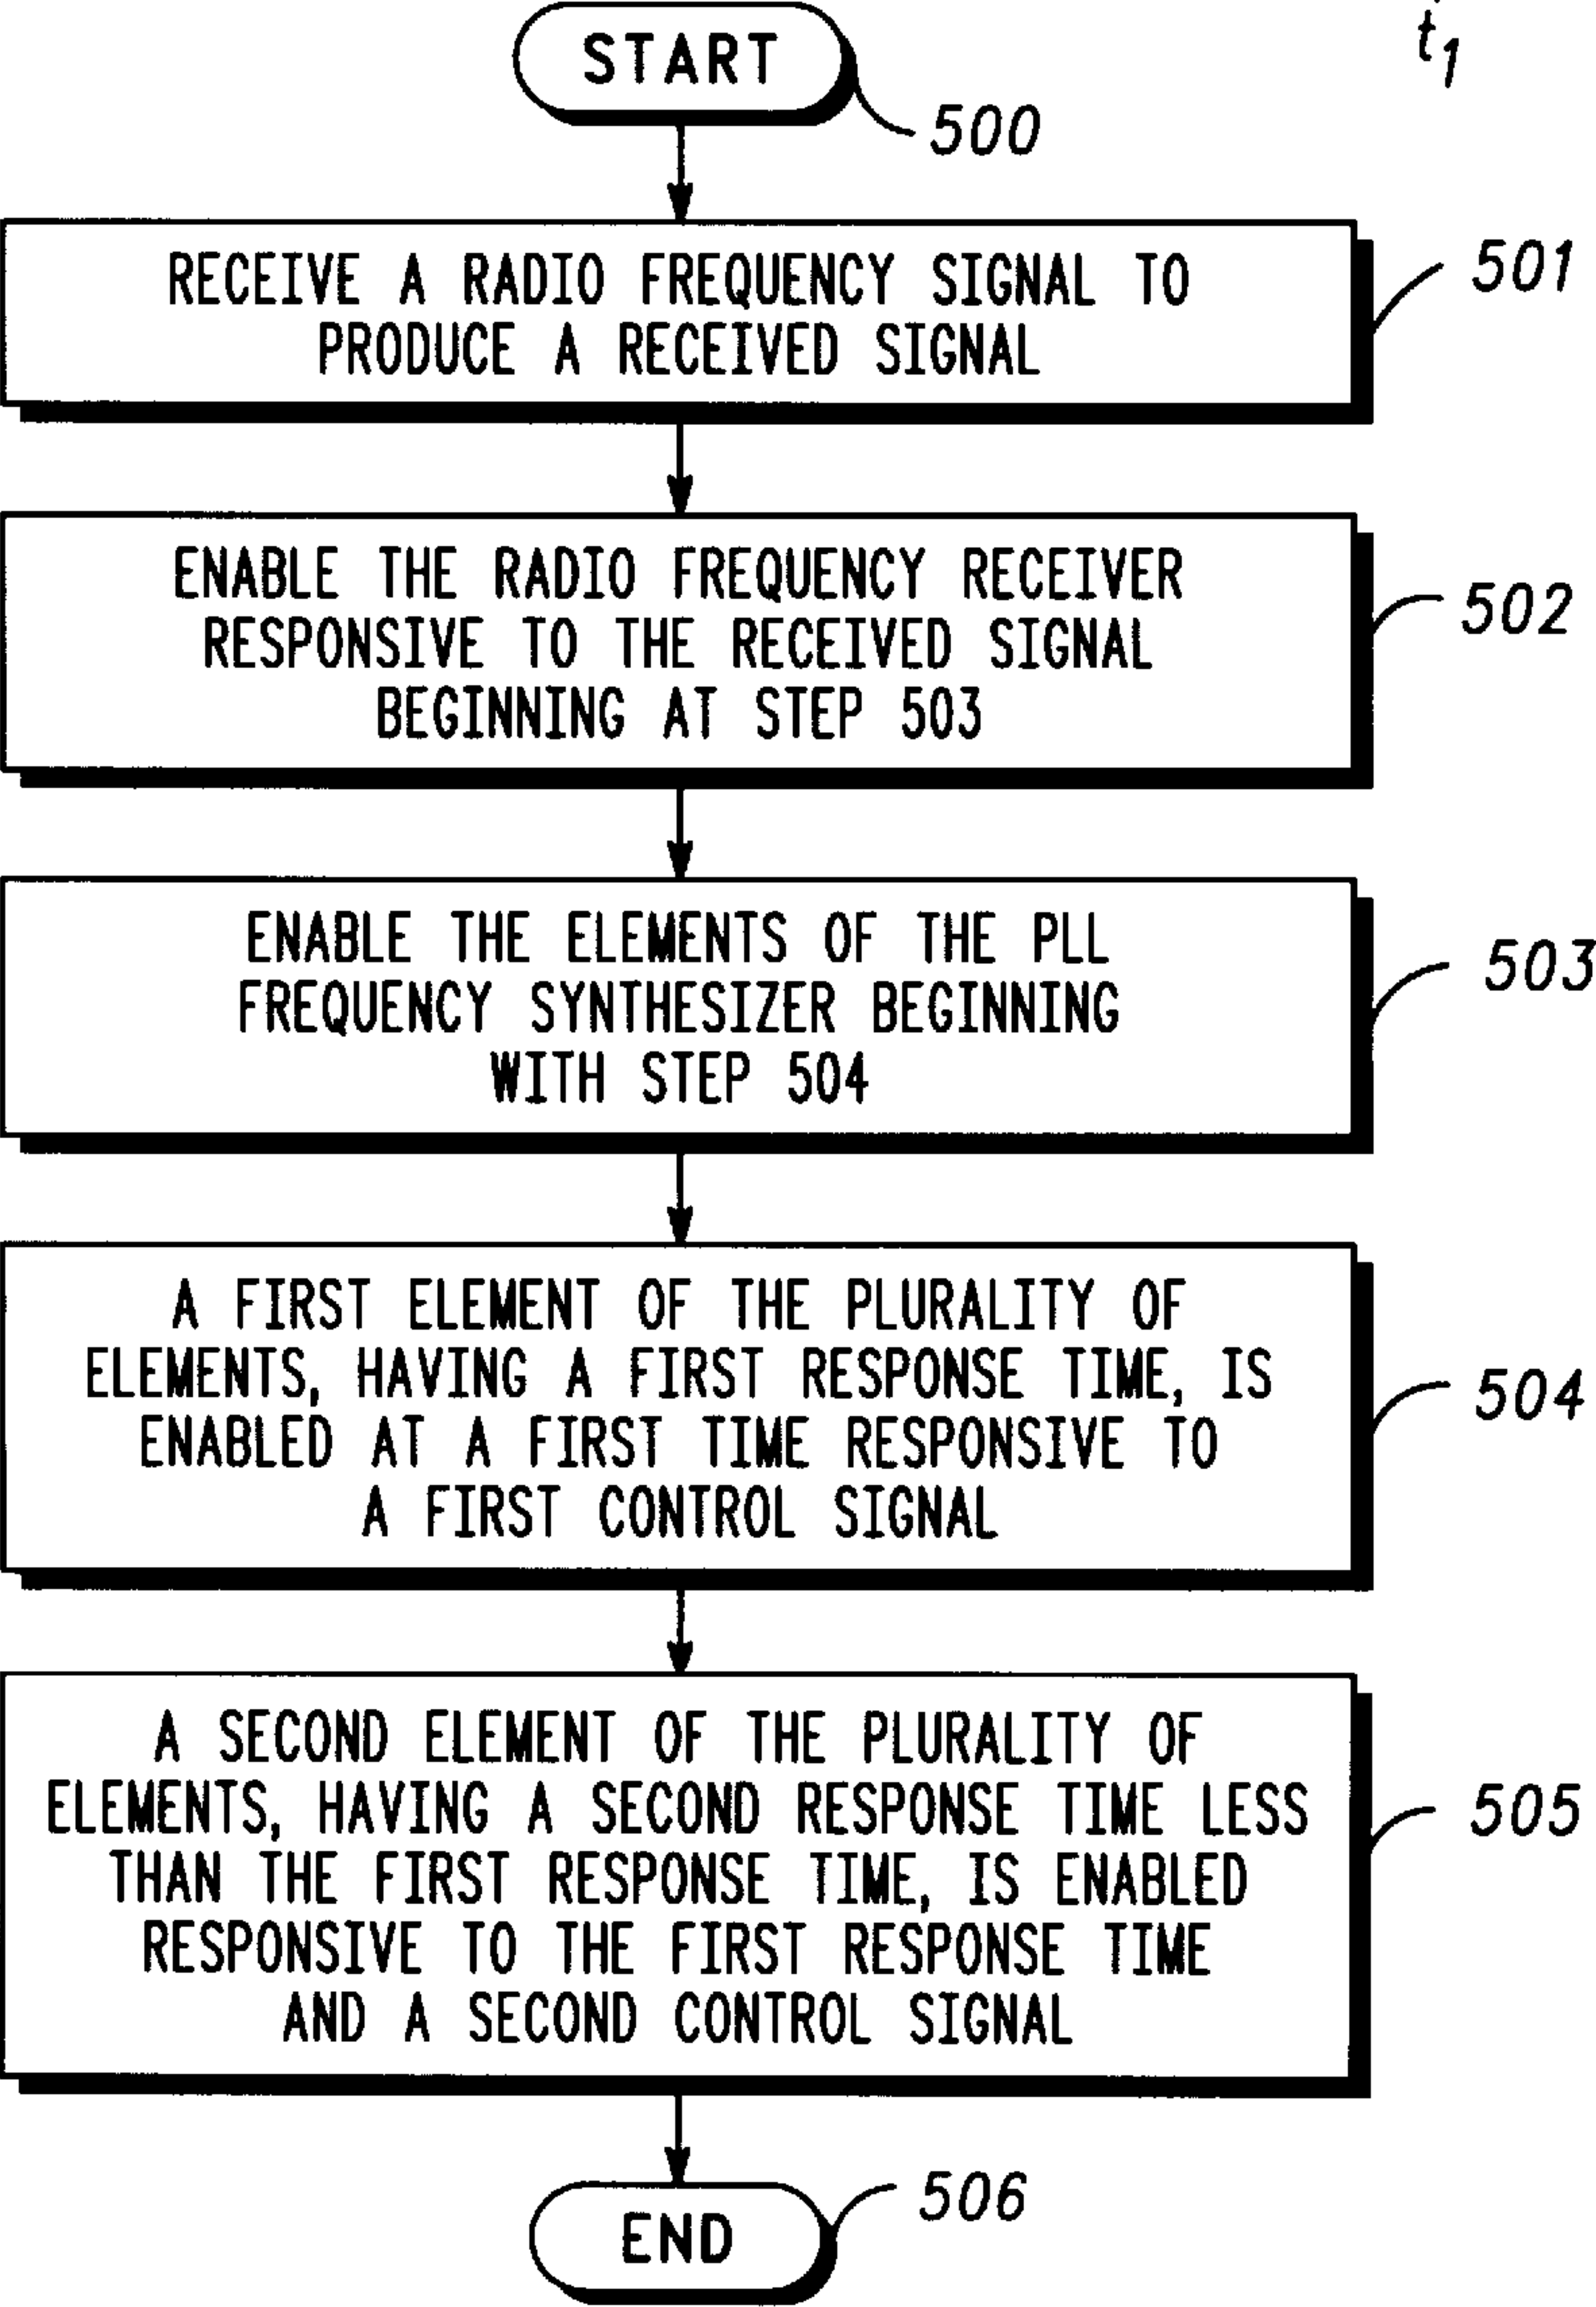 t1
START
500
RECEIVE A RADIO FREQUENCY SIGNAL TO
PRODUCE A RECEIVED SIGNAL
501
ENABLE THE RADIO FREQUENCY RECEIVER
RESPONSIVE TO THE RECEIVED SIGNAL
BEGINNING AT STEP 503
502
ENABLE THE ELEMENTS OF THE PLL
FREQUENCY SYNTHESIZER BEGINNING
WITH STEP 504
503
A FIRST ELEMENT OF THE PLURALITY OF
ELEMENTS, HAVING A FIRST RESPONSE TIME, IS
ENABLED AT A FIRST TIME RESPONSIVE TO
A FIRST CONTROL SIGNAL
504
A SECOND ELEMENT OF THE PLURALITY OF
ELEMENTS, HAVING A SECOND RESPONSE TIME LESS
THAN THE FIRST RESPONSE TIME, IS ENABLED
RESPONSIVE TO THE FIRST RESPONSE TIME
AND A SECOND CONTROL SIGNAL
505
END
506